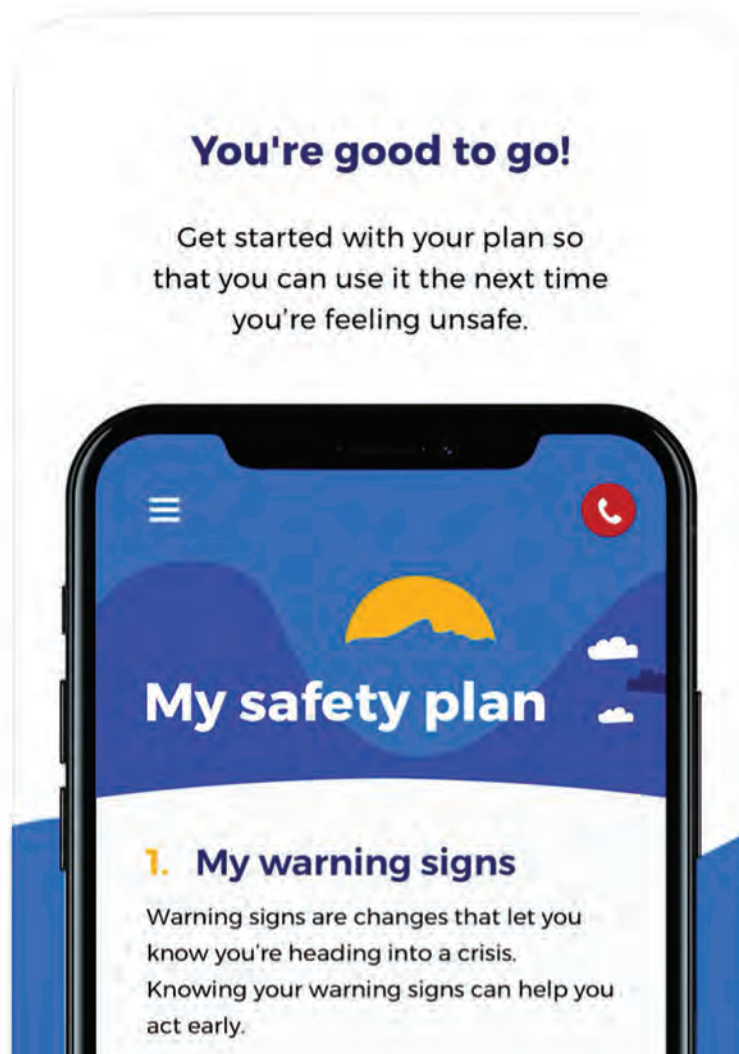 You're good to go!
Get started with your plan so
that you can use it the next time
you’re feeling unsafe.
My safety plan
1. My warning signs
Warning signs are changes that let you
know you’re heading into a crisis.
Knowing your warning signs can help you
act early.